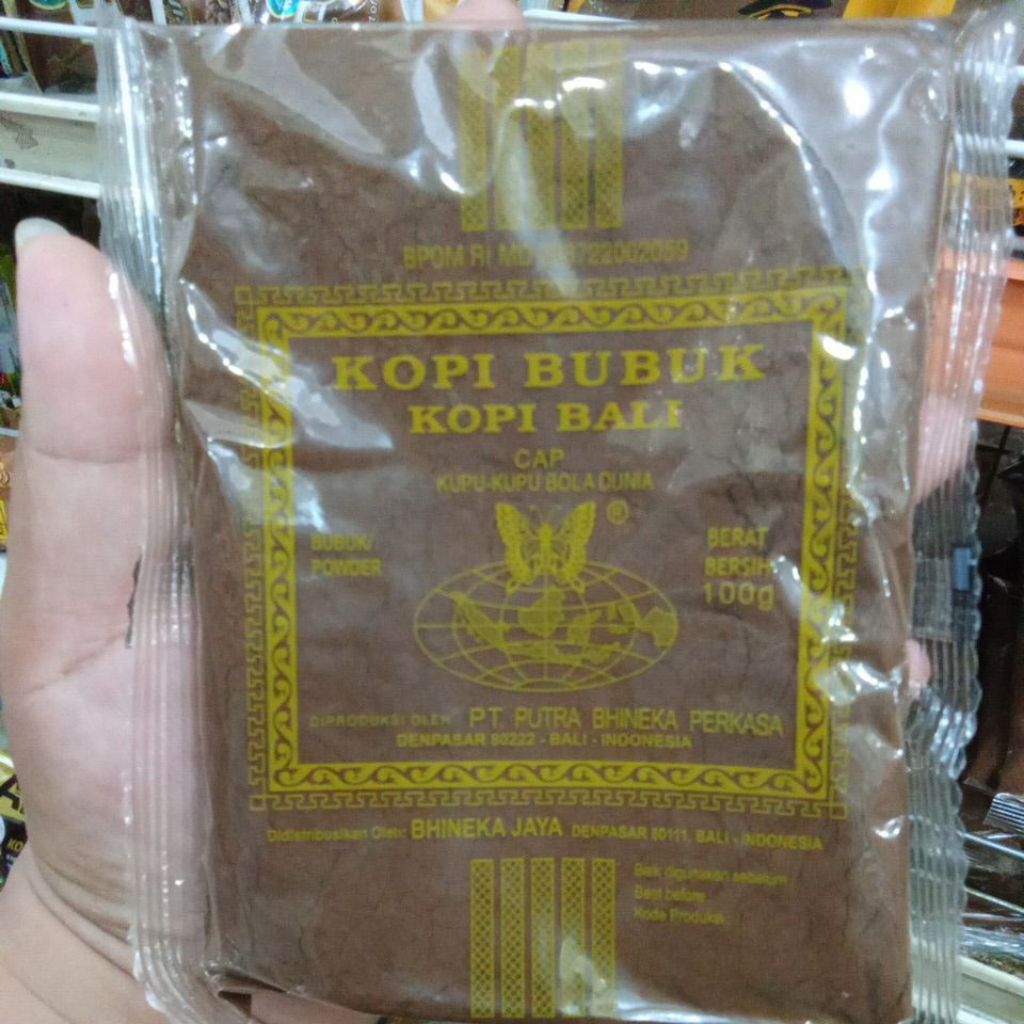 BPOM RI MD
KOPI BUBUK
KOPI BALI
CAP
KUPU-KUPU BOLA DUNIA
®
BUBUK/
POWDER
BERAT
BERSIH
100g
DIPRODUKSI OLEH PT. PUTRA BHINEKA PERKASA
DENPASAR 80222 - BALI - INDONESIA
Didistribusikan Oleh: BHINEKA JAYA DENPASAR 80111, BALI - INDONESIA
Baik digunakan sebelum
Best before
Kode Produksi